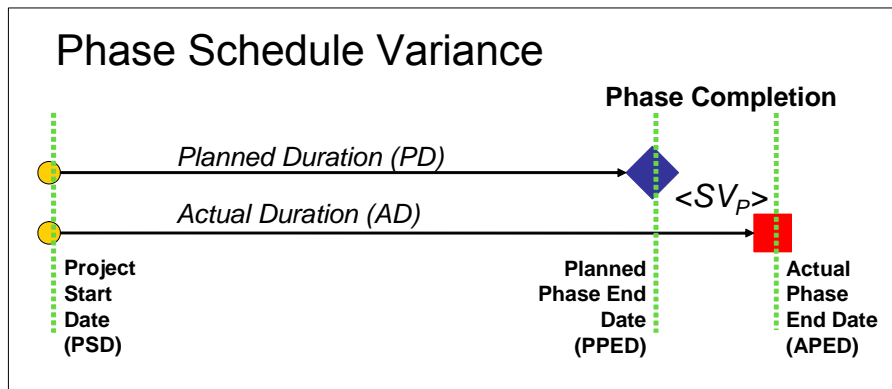 Phase Schedule Variance
Phase Completion
Planned Duration (PD)
<SVP>
Actual Duration (AD)
Project
Start
Date
(PSD)
Planned
Phase End
Date
(PPED)
Actual
Phase
End Date
(APED)